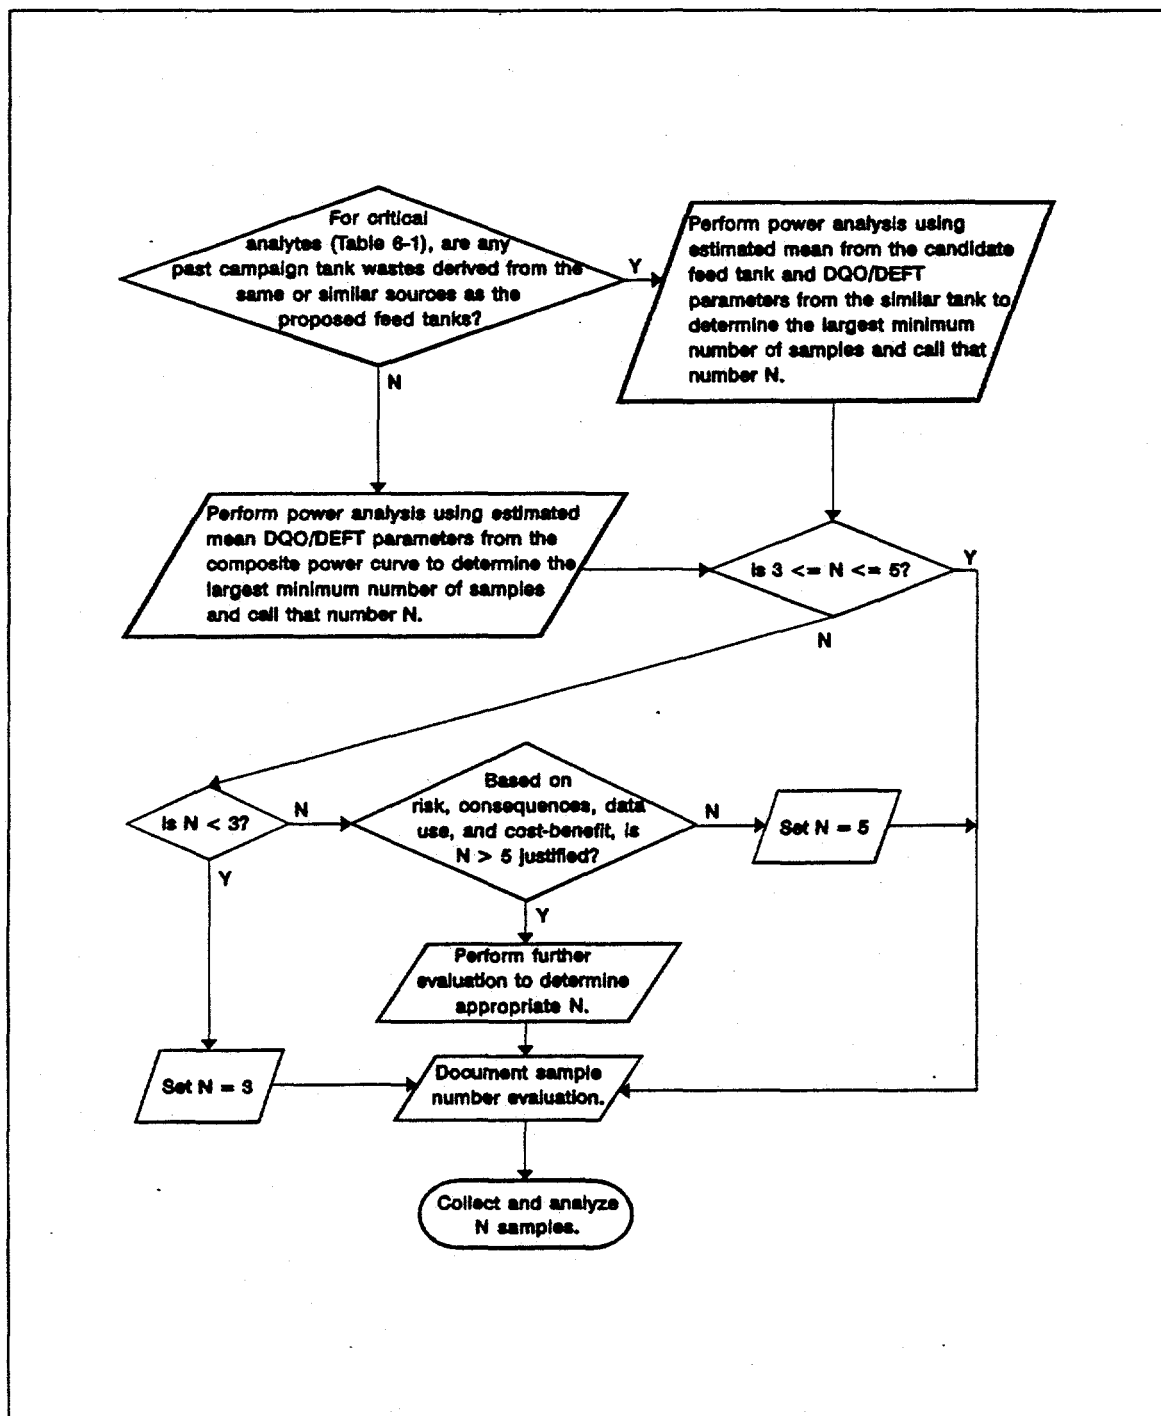 For critical
analytes (Table 6-1), are any
past campaign tank wastes derived from the
same or similar sources as the
proposed feed tanks?
Y
N
Perform power analysis using
estimated mean from the candidate
feed tank and DQO/DEFT
parameters from the similar tank to
determine the largest minimum
number of samples and call that
number N.
Perform power analysis using estimated
mean DQO/DEFT parameters from the
composite power curve to determine the
largest minimum number of samples
and call that number N.
Is 3 <= N <= 5?
Y
N
Is N < 3?
N
Y
Based on
risk, consequences, data
use, and cost-benefit, is
N > 5 justified?
N
Y
Set N = 5
Perform further
evaluation to determine
appropriate N.
Set N = 3
Document sample
number evaluation.
Collect and analyze
N samples.